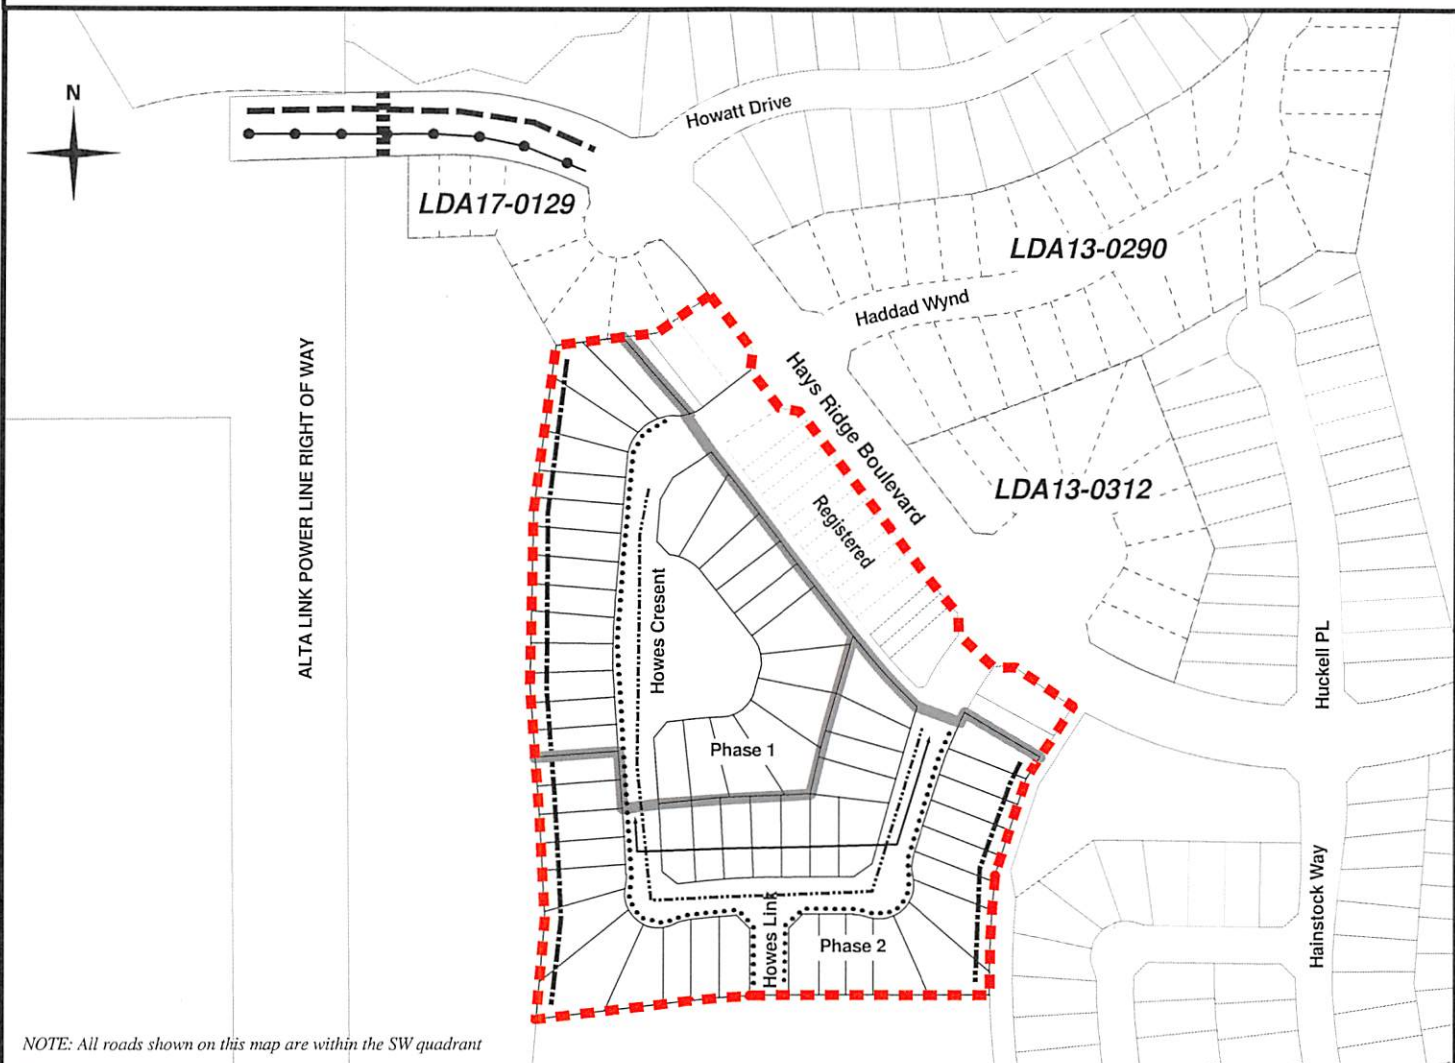 N
Howatt Drive
LDA17-0129
LDA13-0290
Haddad Wynd
Hays Ridge Boulevard
ALTA LINK POWER LINE RIGHT OF WAY
LDA13-0312
Registered
Howes Cresent
Huckell PL
Phase 1
Hainstock Way
Howes Link
Phase 2
NOTE: All roads shown on this map are within the SW quadrant